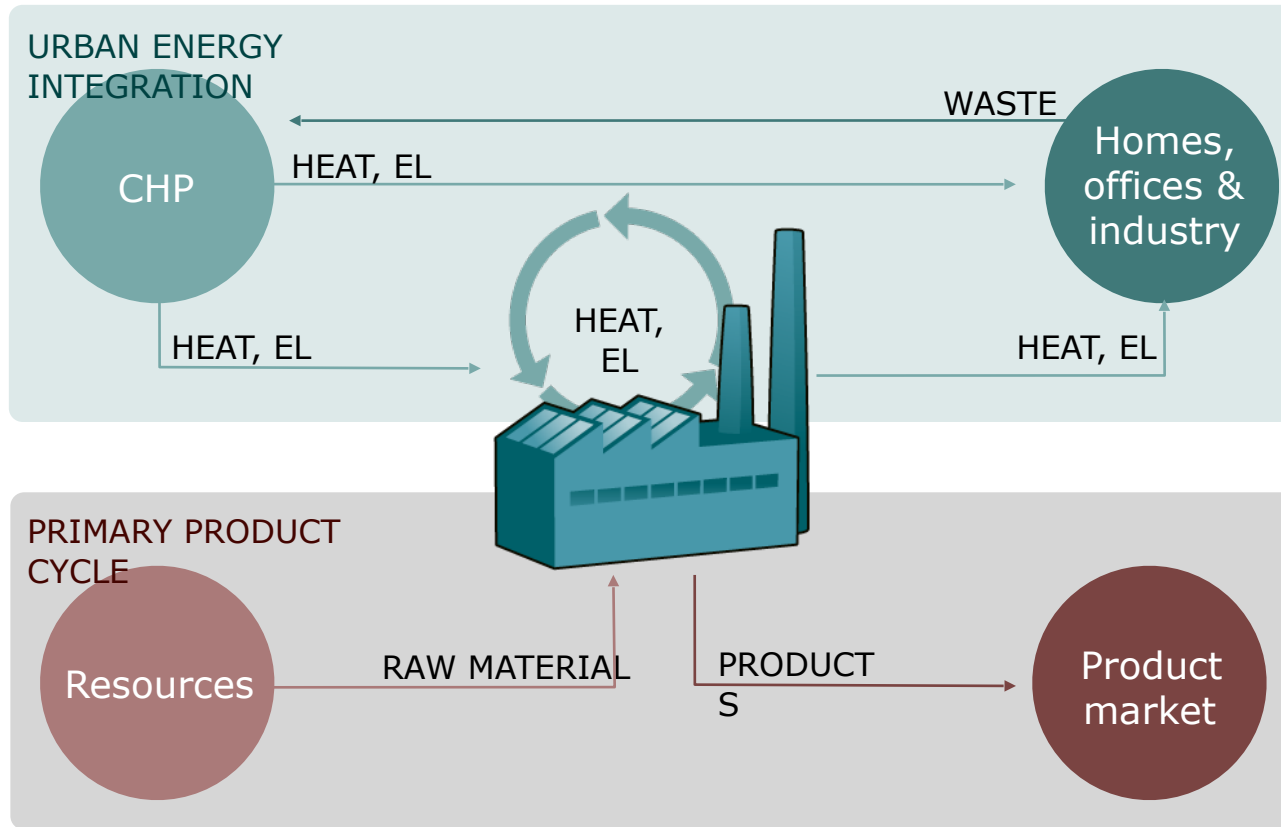 URBAN ENERGY
INTEGRATION
WASTE
CHP
HEAT, EL
Homes,
offices &
industry
HEAT,
EL
HEAT, EL
HEAT, EL
PRIMARY PRODUCT
CYCLE
Resources
RAW MATERIAL
PRODUCT
S
Product
market